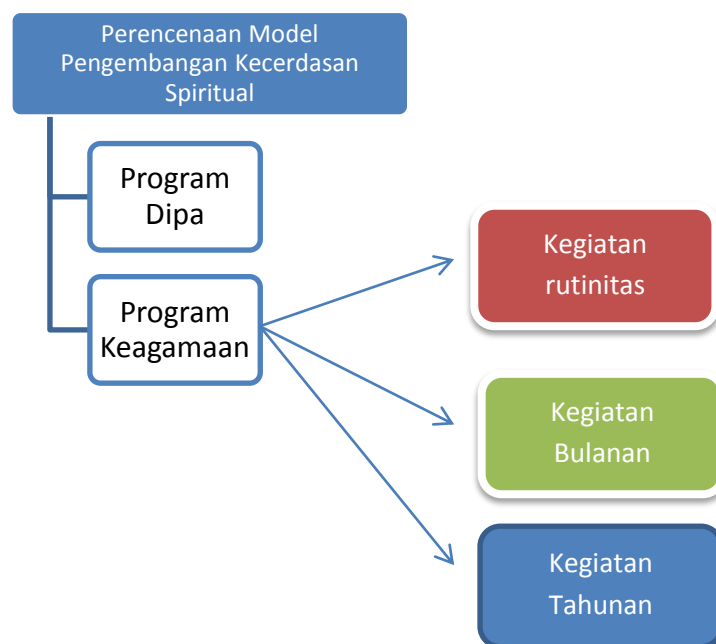 Perencenaan Model
Pengembangan Kecerdasan
Spiritual
Program
Dipa
Program
Keagamaan
Kegiatan
rutinitas
Kegiatan
Bulanan
Kegiatan
Tahunan